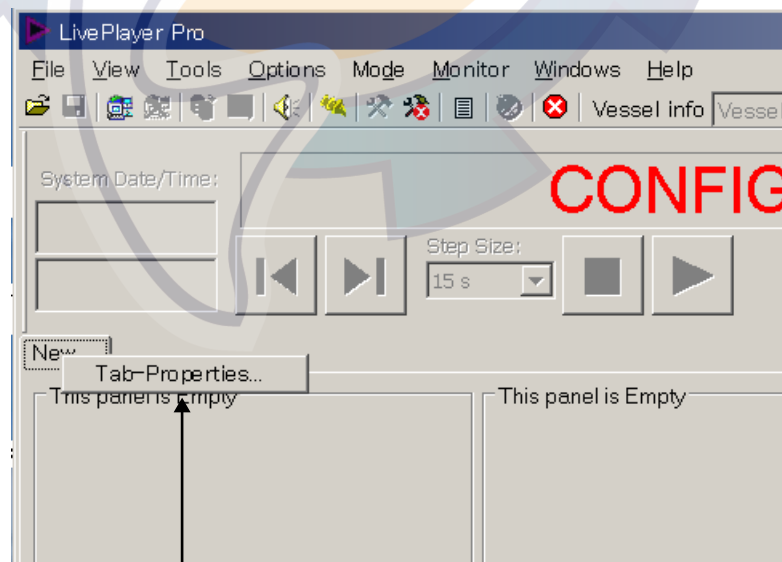 LivePlayer Pro
File View Tools Options Mode Monitor Windows Help
Vessel info Vessel
System Date/Time:
CONFIG
Step Size:
15 s
New...
Tab-Properties...
This panel is Empty
This panel is Empty